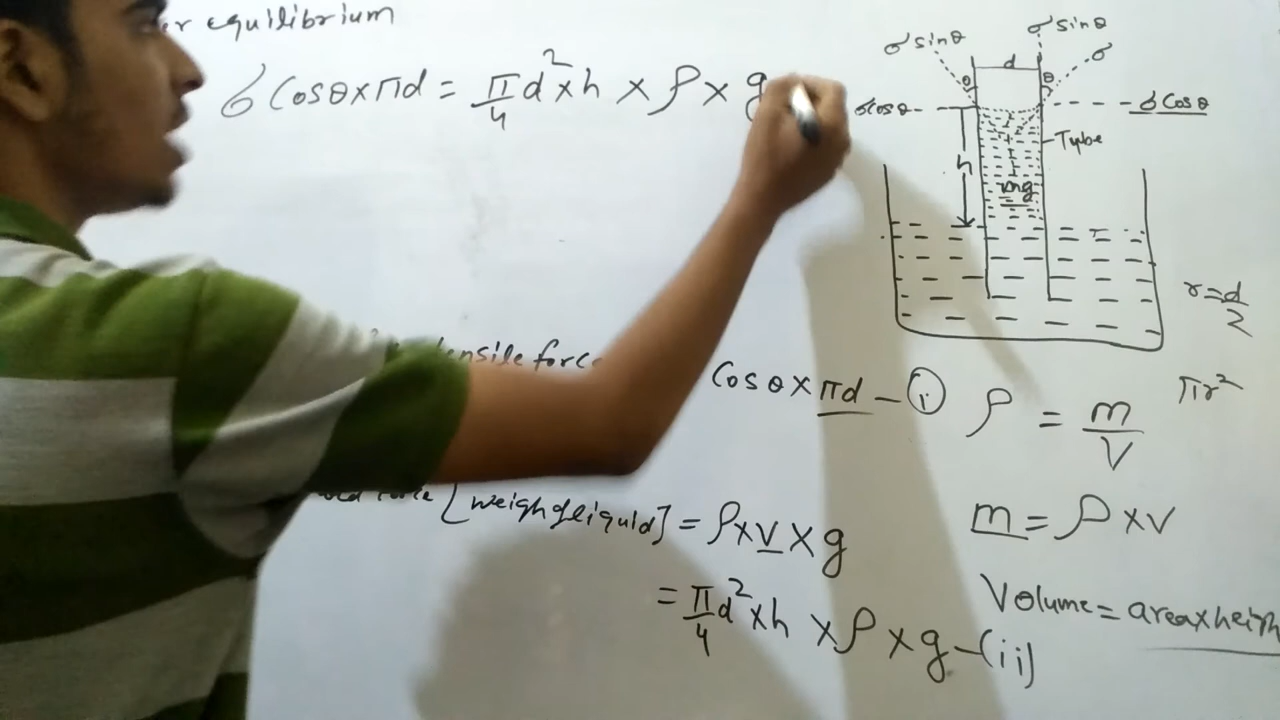 equilibrium
σ Cosθ×πd = π/4 d²×h × ρ × g
tensile force
Cosθ×πd – (i)
[weigh of liquid] = ρ×v×g
= π/4 d²×h ×ρ×g –(ii)
σ sinθ
σ sinθ
d
σ
θ
θ
σcosθ
σ Cosθ
h
Tube
mg
r=d/2
πr²
ρ = m/V
m = ρ×v
Volume = area×heigh